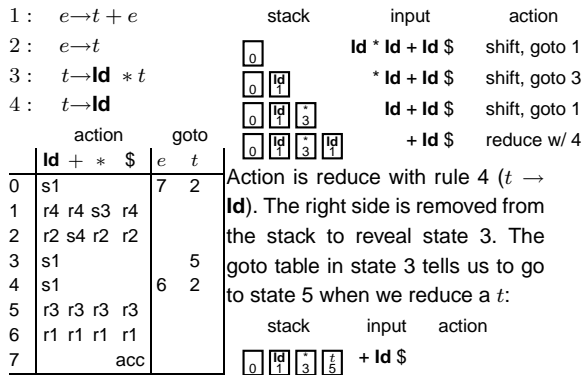 1 : e→t + e
2 : e→t
3 : t→Id ∗ t
4 : t→Id
action goto
Id + ∗ $ e t
0 s1 7 2
1 r4 r4 s3 r4
2 r2 s4 r2 r2
3 s1 5
4 s1 6 2
5 r3 r3 r3 r3
6 r1 r1 r1 r1
7 acc
stack input action
0 Id * Id + Id $ shift, goto 1
0 Id 1 * Id + Id $ shift, goto 3
0 Id 1 * 3 Id + Id $ shift, goto 1
0 Id 1 * 3 Id 1 + Id $ reduce w/ 4
Action is reduce with rule 4 (t →
Id). The right side is removed from
the stack to reveal state 3. The
goto table in state 3 tells us to go
to state 5 when we reduce a t:
stack input action
0 Id 1 * 3 t 5 + Id $